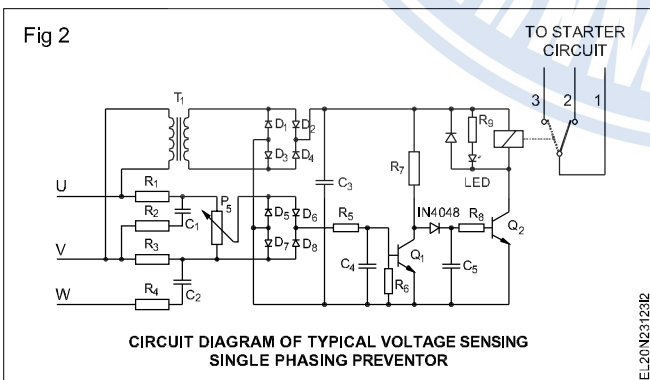 Fig 2
TO STARTER
CIRCUIT
3 2 1
T1
D1 D2
D3 D4
R9
R7
C3
LED
U
R1
P5
R2
C1
D5 D6
R5
IN4048
R8
Q2
V
R3
D7 D8
C4
Q1
C5
R6
W
R4
C2
CIRCUIT DIAGRAM OF TYPICAL VOLTAGE SENSING
SINGLE PHASING PREVENTOR
EL20N23123I2